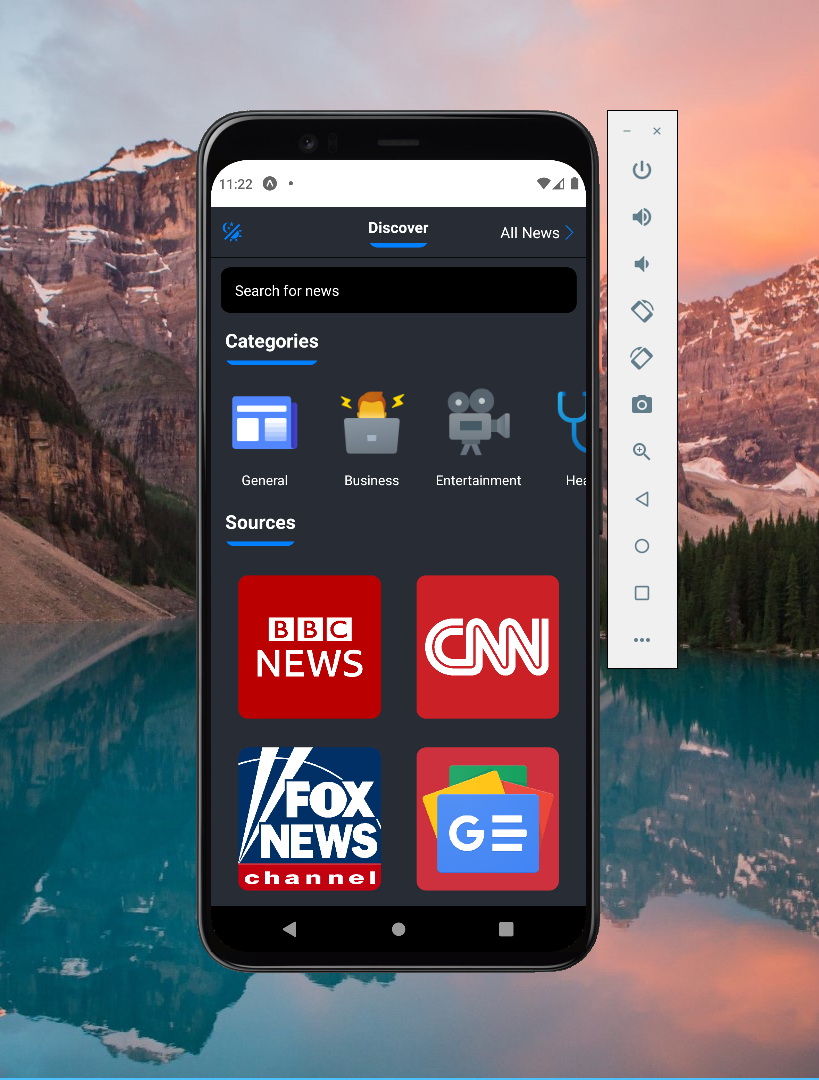 11:22
Discover
All News
Search for news
Categories
General
Business
Entertainment
Hea
Sources
BBC
NEWS
CNN
FOX
NEWS
channel
G